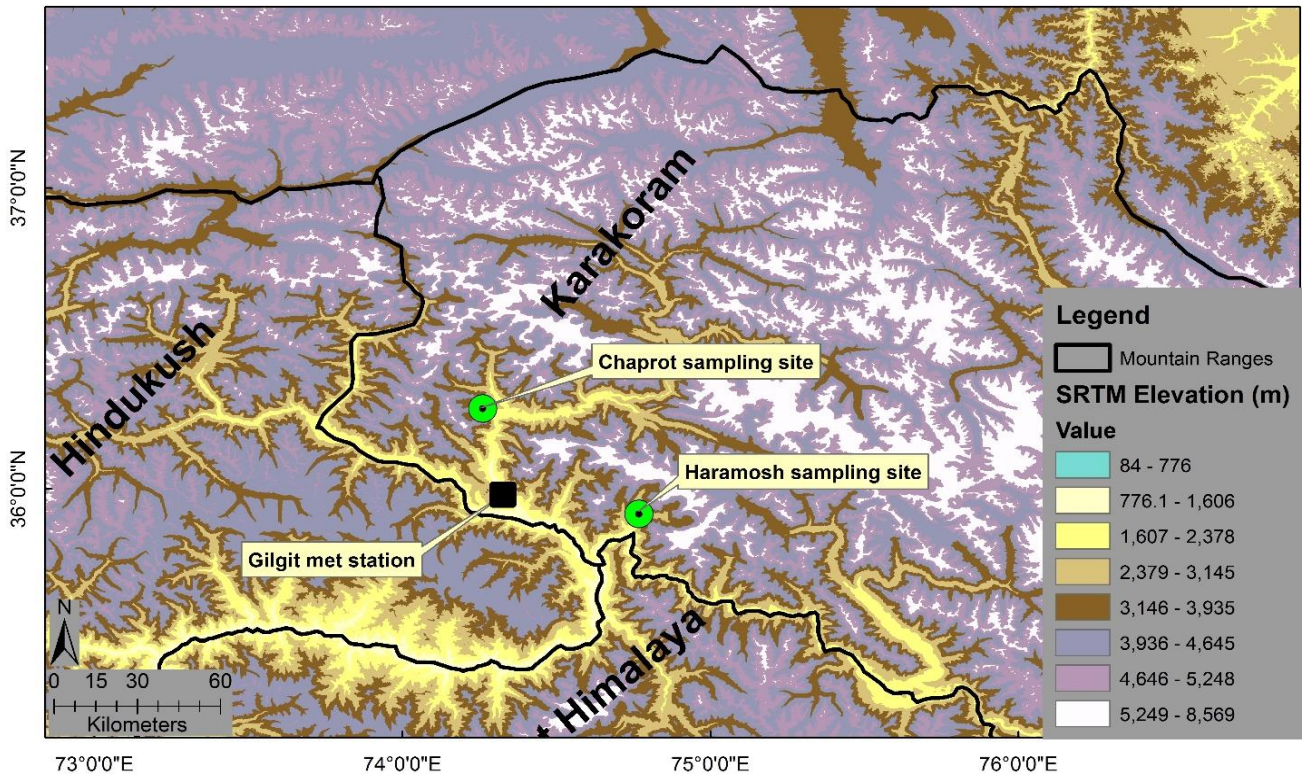 37°0'0"N
36°0'0"N
Karakoram
Hindukush
Chaprot sampling site
Haramosh sampling site
Gilgit met station
t Himalaya
N
0 15 30 60
Kilometers
73°0'0"E
74°0'0"E
75°0'0"E
76°0'0"E
Legend
Mountain Ranges
SRTM Elevation (m)
Value
84 - 776
776.1 - 1,606
1,607 - 2,378
2,379 - 3,145
3,146 - 3,935
3,936 - 4,645
4,646 - 5,248
5,249 - 8,569